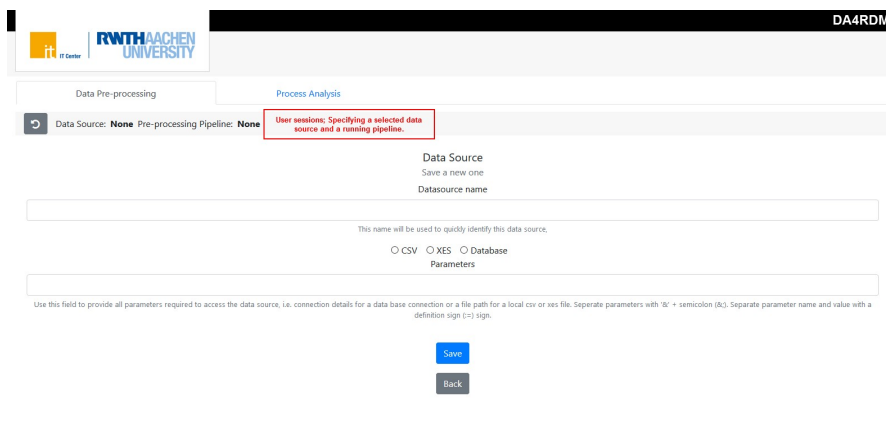 DA4RDM
it IT Center RWTHAACHEN
UNIVERSITY
Data Pre-processing Process Analysis
Data Source: None Pre-processing Pipeline: None User sessions; Specifying a selected data
source and a running pipeline.
Data Source
Save a new one
Datasource name
This name will be used to quickly identify this data source,
CSV XES Database
Parameters
Use this field to provide all parameters required to access the data source, i.e. connection details for a data base connection or a file path for a local csv or xes file. Seperate parameters with '&' + semicolon (&;). Separate parameter name and value with a
definition sign (:=) sign.
Save
Back